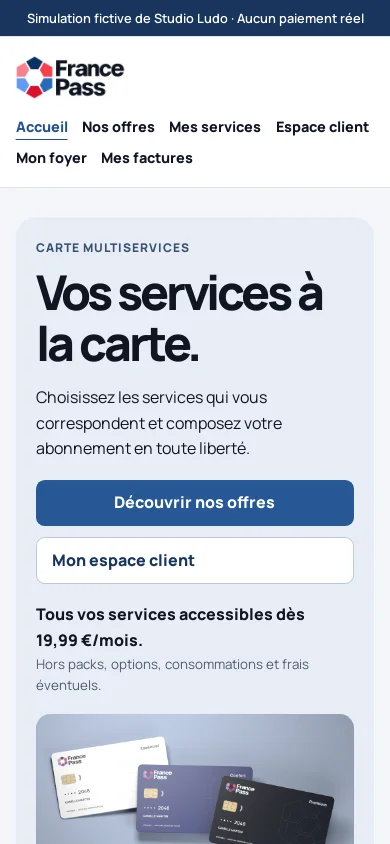 Simulation fictive de Studio Ludo · Aucun paiement réel
France
Pass
Accueil Nos offres Mes services Espace client
Mon foyer Mes factures
CARTE MULTISERVICES
Vos services à
la carte.
Choisissez les services qui vous
correspondent et composez votre
abonnement en toute liberté.
Découvrir nos offres
Mon espace client
Tous vos services accessibles dès
19,99 €/mois.
Hors packs, options, consommations et frais
éventuels.
France
Pass
Essentiel
2048
France
Pass
2048
France
Pass
Premium
2048